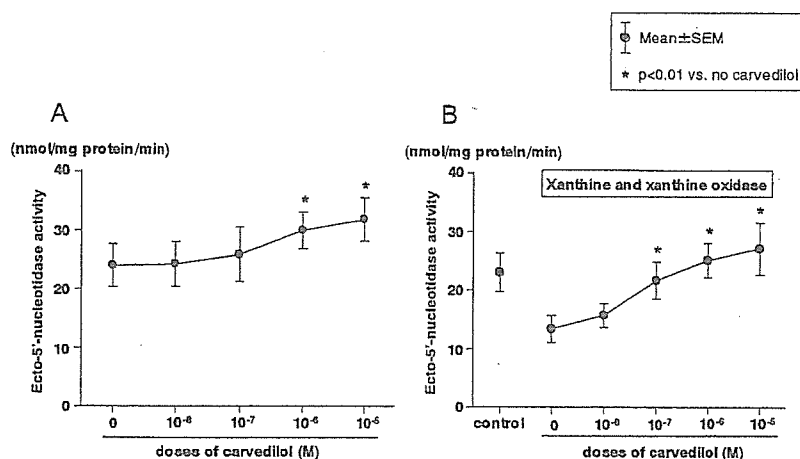 Mean±SEM
* p<0.01 vs. no carvedilol
A
(nmol/mg protein/min)
Ecto-5'-nucleotidase activity
40
30
20
10
0
* *
0 10⁻⁸ 10⁻⁷ 10⁻⁶ 10⁻⁵
doses of carvedilol (M)
B
(nmol/mg protein/min)
Xanthine and xanthine oxidase
Ecto-5'-nucleotidase activity
40
30
20
10
0
* * *
control 0 10⁻⁸ 10⁻⁷ 10⁻⁶ 10⁻⁵
doses of carvedilol (M)